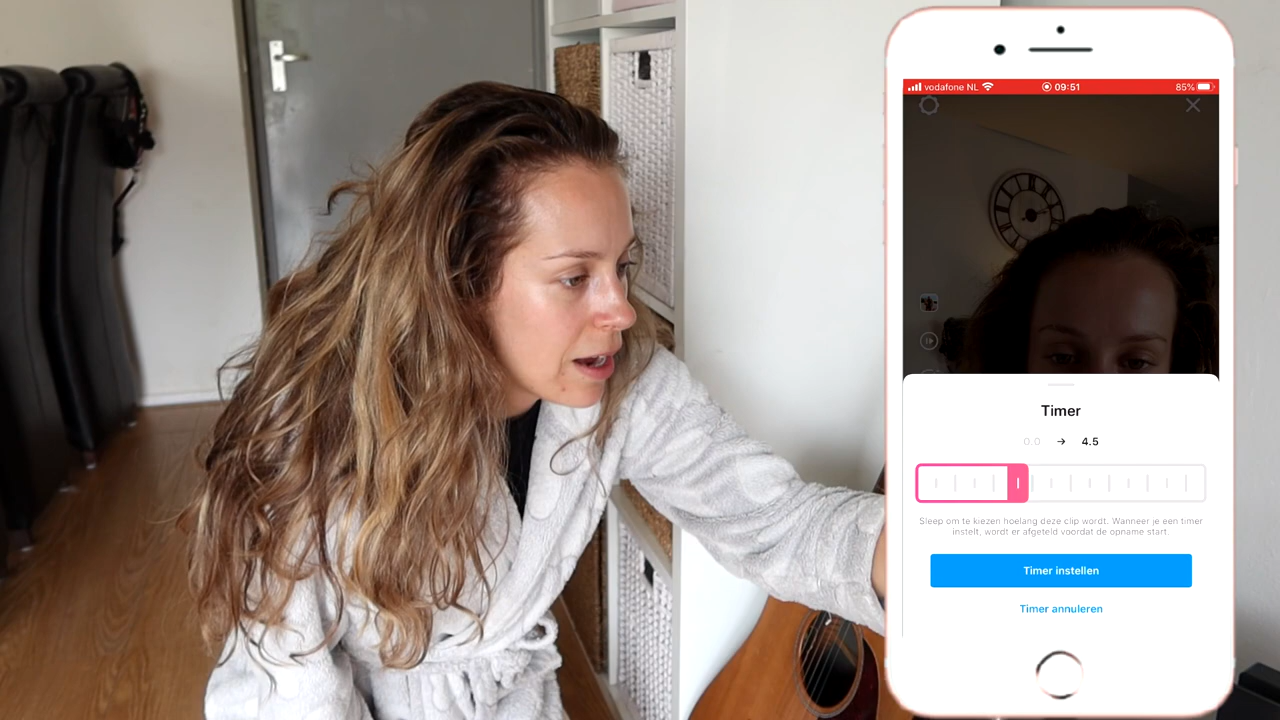 vodafone NL 09:51 85%
Timer
0.0 → 4.5
Sleep om te kiezen hoelang deze clip wordt. Wanneer je een timer
instelt, wordt er afgeteld voordat de opname start.
Timer instellen
Timer annuleren